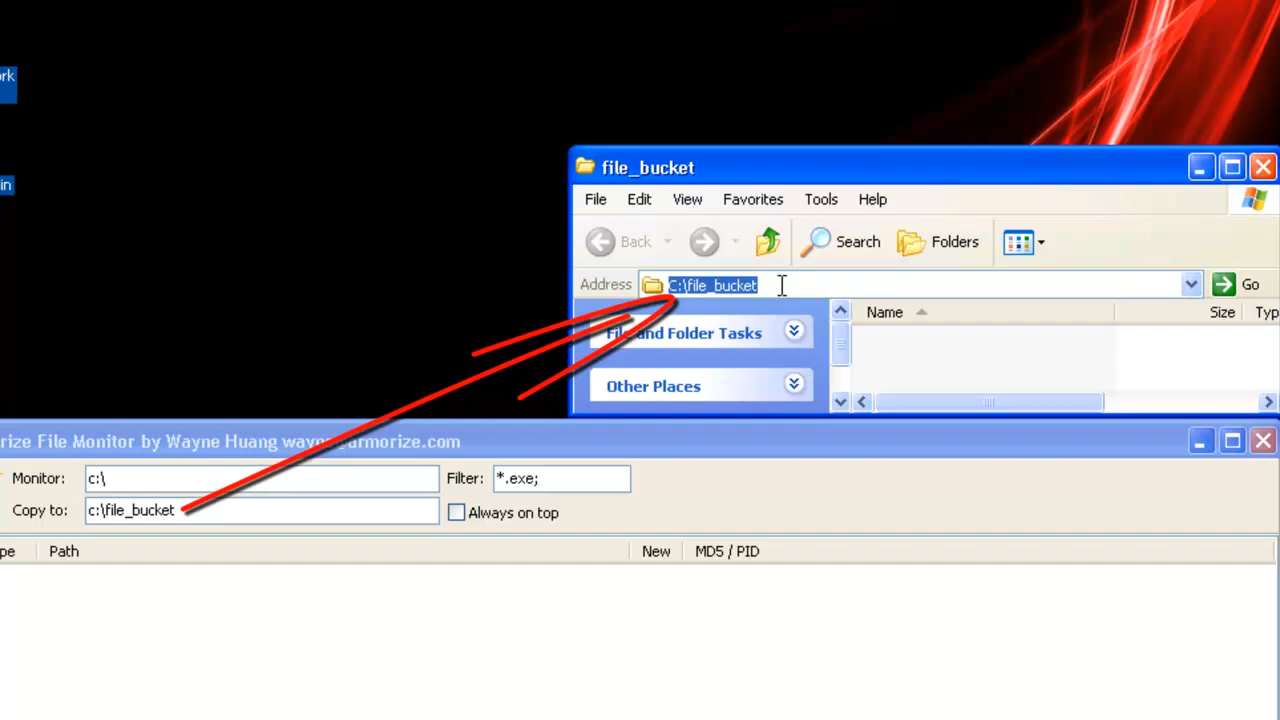 ork
in
file_bucket
File Edit View Favorites Tools Help
Back Search Folders
Address C:\file_bucket Go
Name Size Typ
File and Folder Tasks
Other Places
rize File Monitor by Wayne Huang wayne@armorize.com
Monitor: c:\ Filter: *.exe;
Copy to: c:\file_bucket Always on top
pe Path New MD5 / PID